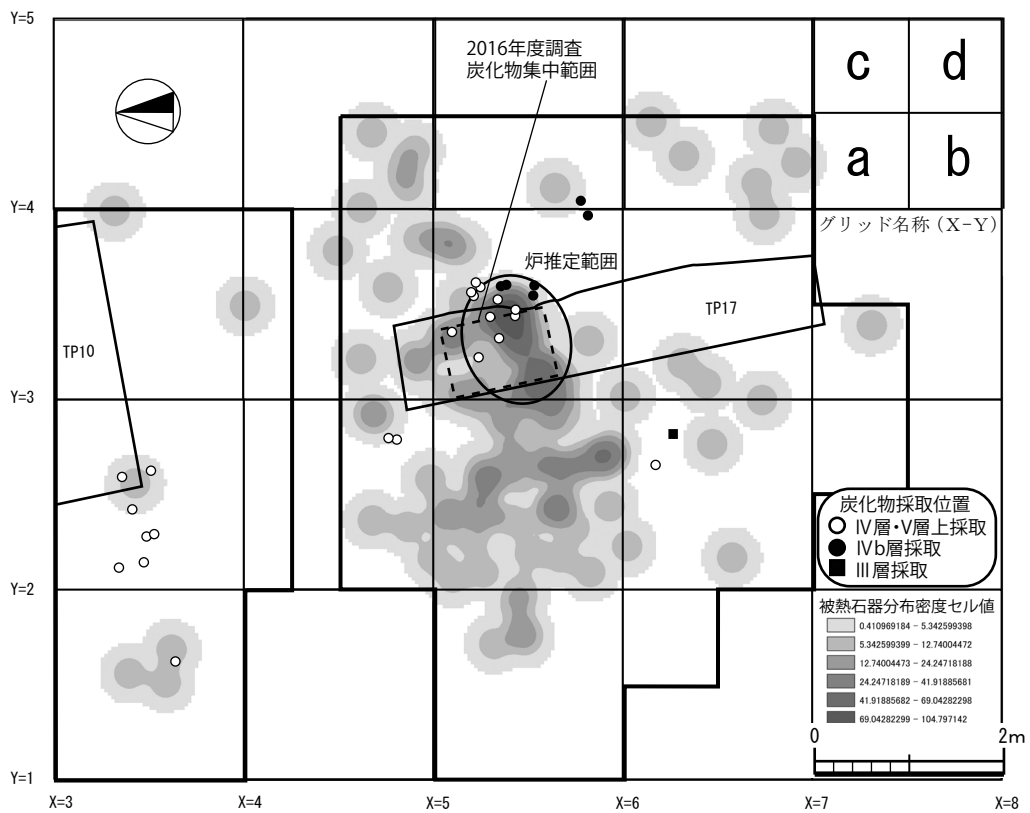 Y=5
2016年度調査
炭化物集中範囲
c
d
a
b
Y=4
グリッド名称（X-Y）
炉推定範囲
TP17
TP10
Y=3
炭化物採取位置
Ⅳ層・Ⅴ層上採取
Ⅳb層採取
Ⅲ層採取
Y=2
被熱石器分布密度セル値
0.410969184 - 5.342599398
5.342599399 - 12.74004472
12.74004473 - 24.24718188
24.24718189 - 41.91885681
41.91885682 - 69.04282298
69.04282299 - 104.797142
0 2m
Y=1
X=3 X=4 X=5 X=6 X=7 X=8